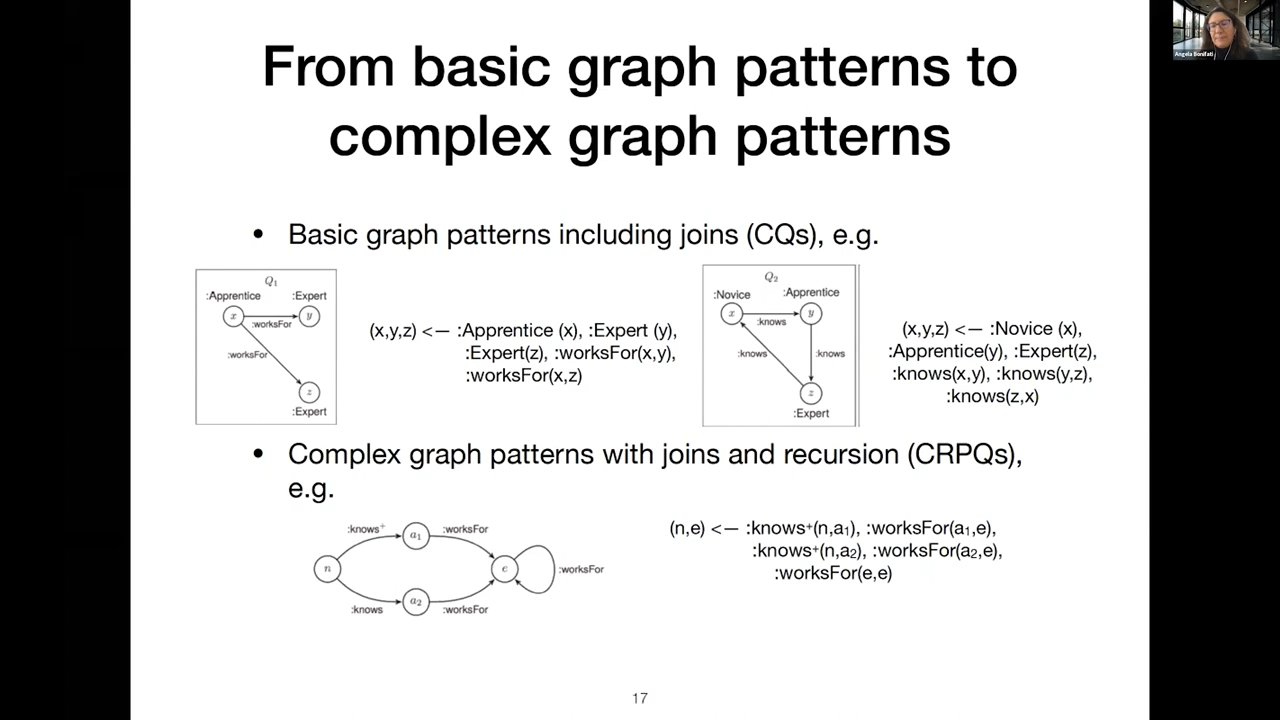 Angela Bonifati
From basic graph patterns to
complex graph patterns
• Basic graph patterns including joins (CQs), e.g.
Q1
:Apprentice :Expert
x y
:worksFor
:worksFor
z
:Expert
(x,y,z) <— :Apprentice (x), :Expert (y),
:Expert(z), :worksFor(x,y),
:worksFor(x,z)
Q2
:Novice :Apprentice
x y
:knows
:knows :knows
z
:Expert
(x,y,z) <— :Novice (x),
:Apprentice(y), :Expert(z),
:knows(x,y), :knows(y,z),
:knows(z,x)
• Complex graph patterns with joins and recursion (CRPQs),
e.g.
:knows+ a1 :worksFor
n e :worksFor
:knows a2 :worksFor
(n,e) <— :knows+(n,a1), :worksFor(a1,e),
:knows+(n,a2), :worksFor(a2,e),
:worksFor(e,e)
17